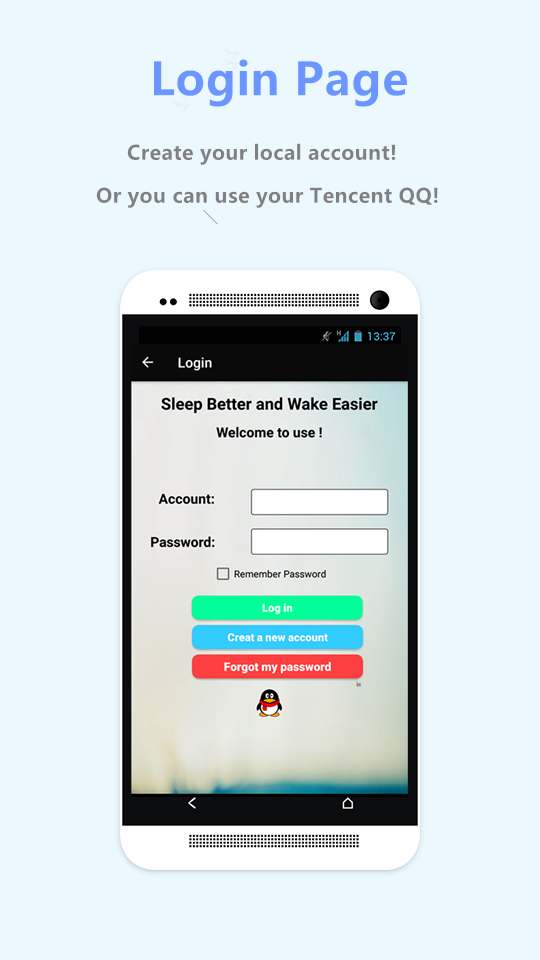 Login Page
Create your local account!
Or you can use your Tencent QQ!
H 13:37
Login
Sleep Better and Wake Easier
Welcome to use !
Account:
Password:
Remember Password
Log in
Creat a new account
Forgot my password